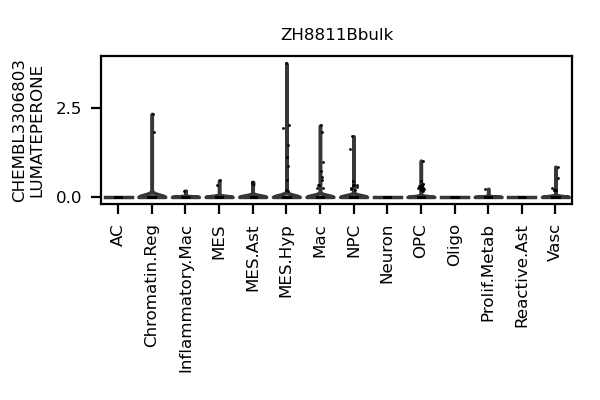 ZH8811Bbulk
CHEMBL3306803
LUMATEPERONE
2.5
0.0
AC
Chromatin.Reg
Inflammatory.Mac
MES
MES.Ast
MES.Hyp
Mac
NPC
Neuron
OPC
Oligo
Prolif.Metab
Reactive.Ast
Vasc